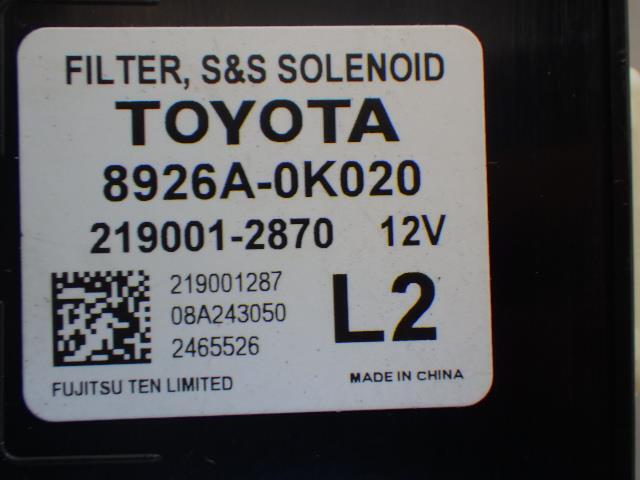 FILTER, S&S SOLENOID
TOYOTA
8926A-0K020
219001-2870 12V
219001287
08A243050
2465526
L2
FUJITSU TEN LIMITED
MADE IN CHINA